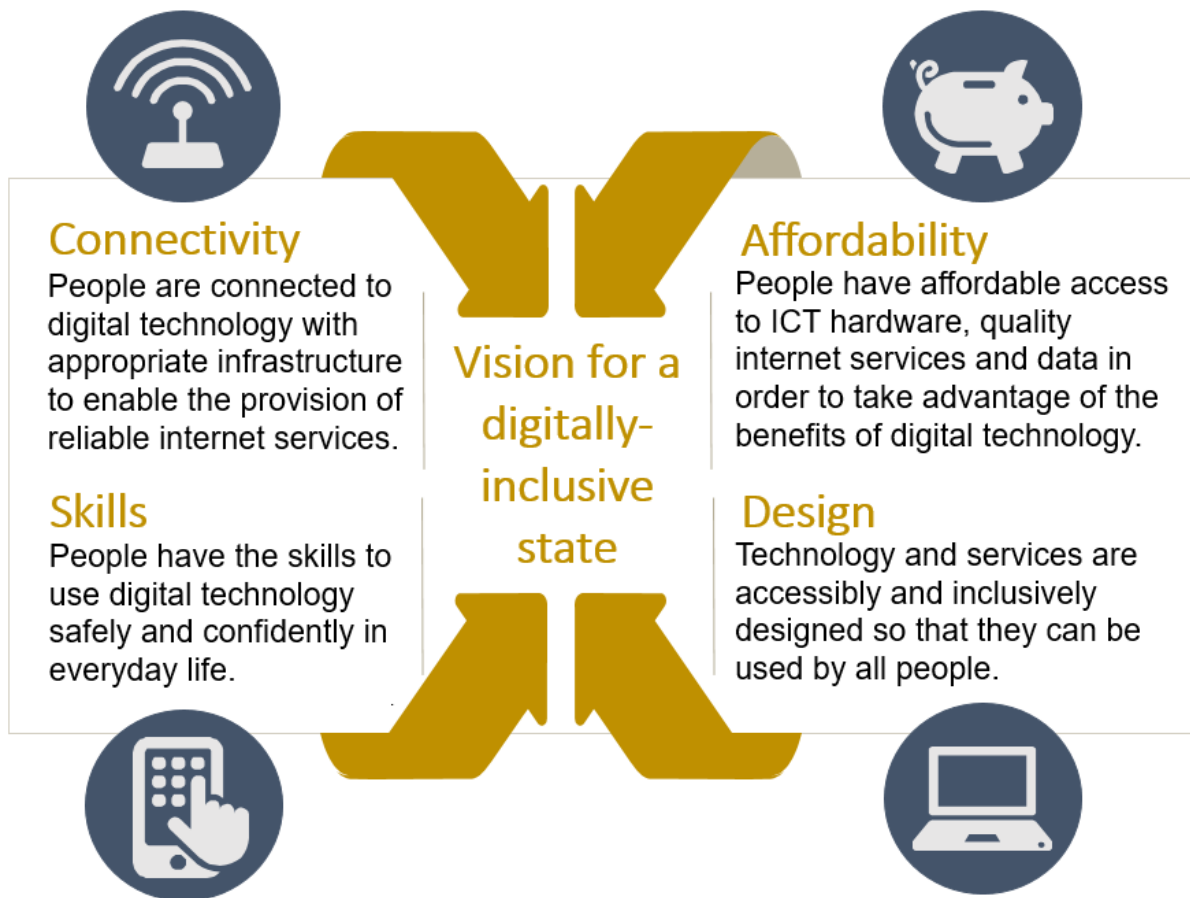 Connectivity
People are connected to
digital technology with
appropriate infrastructure
to enable the provision of
reliable internet services.
Skills
People have the skills to
use digital technology
safely and confidently in
everyday life.
Vision for a
digitally-
inclusive
state
Affordability
People have affordable access
to ICT hardware, quality
internet services and data in
order to take advantage of the
benefits of digital technology.
Design
Technology and services are
accessibly and inclusively
designed so that they can be
used by all people.